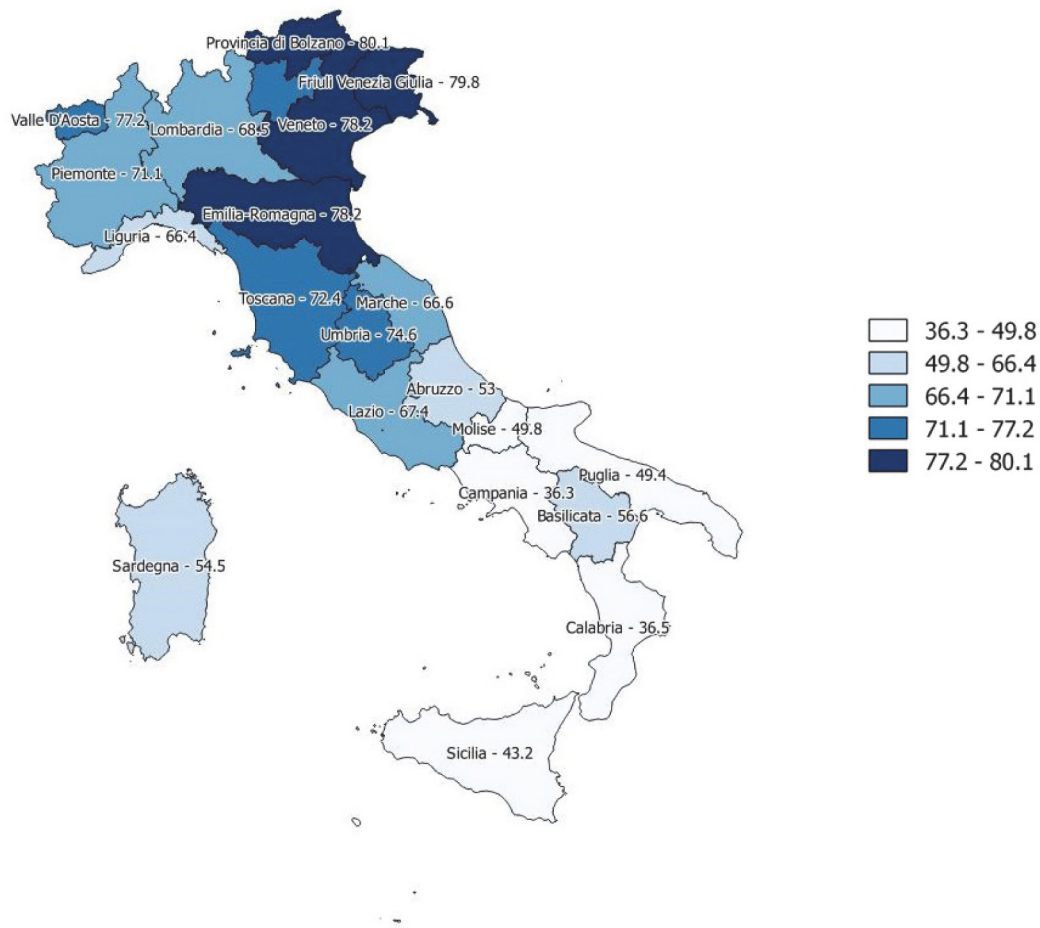 Provincia di Bolzano - 80.1
Friuli Venezia Giulia - 79.8
Valle D'Aosta - 77.2
Lombardia - 68.5
Veneto - 78.2
Piemonte - 71.1
Emilia-Romagna - 78.2
Liguria - 66.4
Toscana - 72.4
Marche - 66.6
Umbria - 74.6
Abruzzo - 53
Lazio - 67.4
Molise - 49.8
Puglia - 49.4
Campania - 36.3
Basilicata - 56.6
Sardegna - 54.5
Calabria - 36.5
Sicilia - 43.2
36.3 - 49.8
49.8 - 66.4
66.4 - 71.1
71.1 - 77.2
77.2 - 80.1